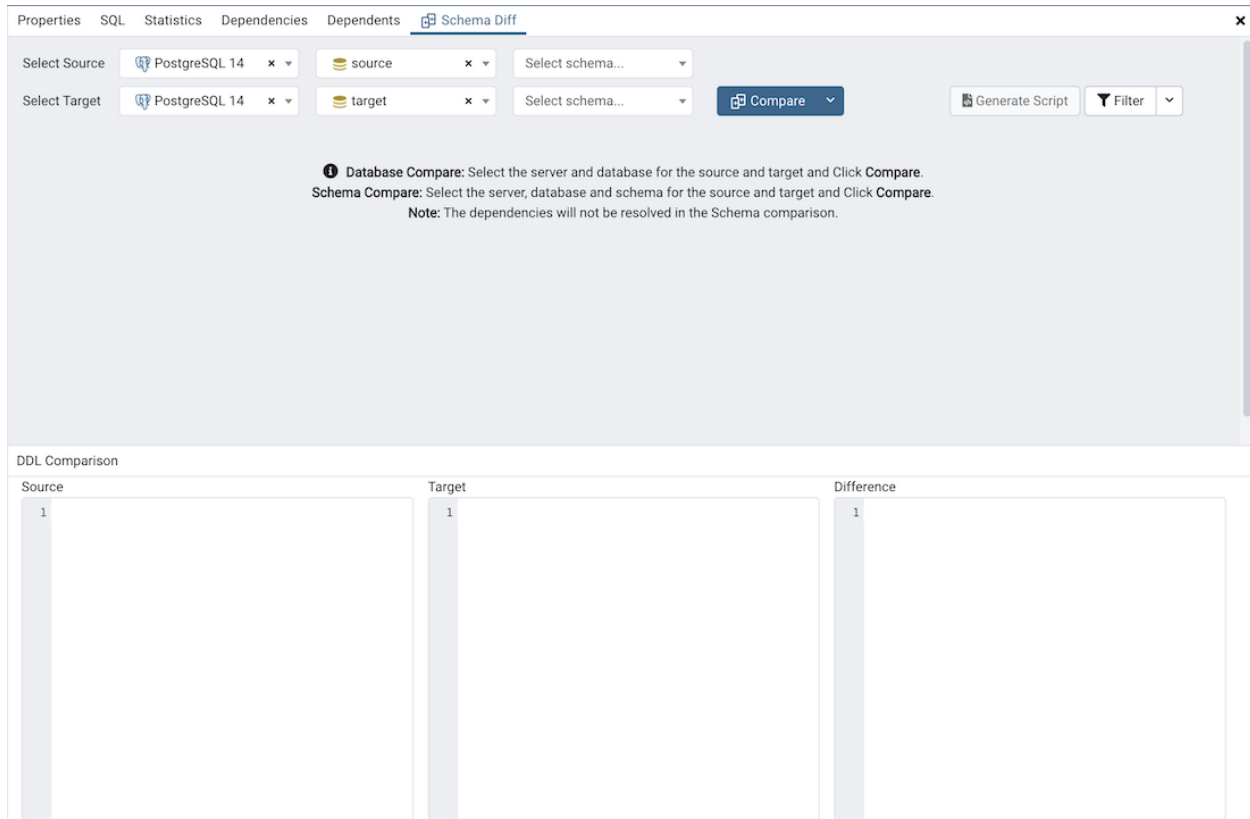 Properties SQL Statistics Dependencies Dependents Schema Diff
Select Source PostgreSQL 14 source Select schema...
Select Target PostgreSQL 14 target Select schema... Compare Generate Script Filter
Database Compare: Select the server and database for the source and target and Click Compare.
Schema Compare: Select the server, database and schema for the source and target and Click Compare.
Note: The dependencies will not be resolved in the Schema comparison.
DDL Comparison
Source Target Difference
1 1 1